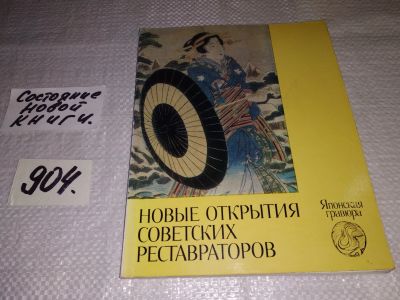 Состояние
новой
книги.
904.
НОВЫЕ ОТКРЫТИЯ
СОВЕТСКИХ
РЕСТАВРАТОРОВ
Японская
гравюра